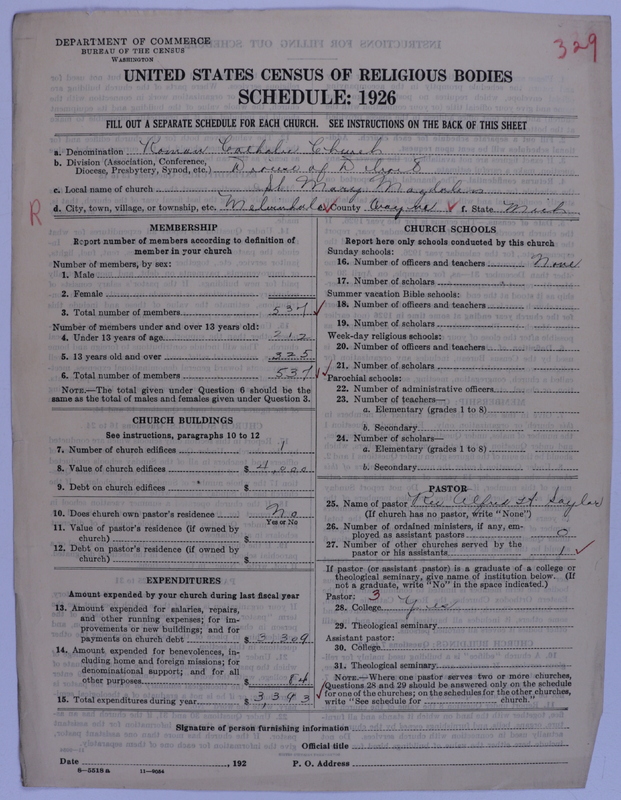 329
DEPARTMENT OF COMMERCE
BUREAU OF THE CENSUS
WASHINGTON
UNITED STATES CENSUS OF RELIGIOUS BODIES
SCHEDULE: 1926
FILL OUT A SEPARATE SCHEDULE FOR EACH CHURCH. SEE INSTRUCTIONS ON THE BACK OF THIS SHEET
a. Denomination Roman Catholic Church
b. Division (Association, Conference, Diocese, Presbytery, Synod, etc.) Diocese of Detroit
c. Local name of church St Mary Magdalen
R d. City, town, village, or township, etc. Melvindale County Wayne f. State Mich
MEMBERSHIP
Report number of members according to definition of
member in your church
Number of members, by sex:
1. Male
2. Female
3. Total number of members 537
Number of members under and over 13 years old:
4. Under 13 years of age 212
5. 13 years old and over 325
6. Total number of members 537
NOTE.—The total given under Question 6 should be
same as the total of males and females given under Question 3.
CHURCH BUILDINGS
See instructions, paragraphs 10 to 12
7. Number of church edifices 1
8. Value of church edifices $ 4,000
9. Debt on church edifices $
10. Does church own pastor's residence No
Yes or No
11. Value of pastor's residence (if owned by
church) $
12. Debt on pastor's residence (if owned by
church) $
EXPENDITURES
Amount expended by your church during last fiscal year
13. Amount expended for salaries, repairs,
and other running expenses; for im-
provements or new buildings; and for
payments on church debt $ 3,309
14. Amount expended for benevolences, in-
cluding home and foreign missions; for
denominational support; and for all
other purposes $
15. Total expenditures during year $ 3,343
CHURCH SCHOOLS
Report here only schools conducted by this church
Sunday schools:
16. Number of officers and teachers None
17. Number of scholars
Summer vacation Bible schools:
18. Number of officers and teachers
19. Number of scholars
Week-day religious schools:
20. Number of officers and teachers
21. Number of scholars
Parochial schools:
22. Number of administrative officers
23. Number of teachers—
a. Elementary (grades 1 to 8)
b. Secondary
24. Number of scholars—
a. Elementary (grades 1 to 8)
b. Secondary
PASTOR
25. Name of pastor Rev Alfred
(If church has no pastor, write "None")
26. Number of ordained ministers, if any, em-
ployed as assistant pastors 0
27. Number of other churches served by the
pastor or his assistants 1
If pastor (or assistant pastor) is a graduate of a college or
theological seminary, give name of institution below. (If
not a graduate, write "No" in the space indicated.)
Pastor: 3
28. College Yes
29. Theological seminary
Assistant pastor:
30. College
31. Theological seminary
NOTE.—Where one pastor serves two or more churches,
Questions 28 and 29 should be answered only on the schedule
for one of the churches; on the schedules for the other churches,
write "See schedule for church."
Signature of person furnishing information
Official title
Date , 192 P. O. Address
8-5518a 11-9054